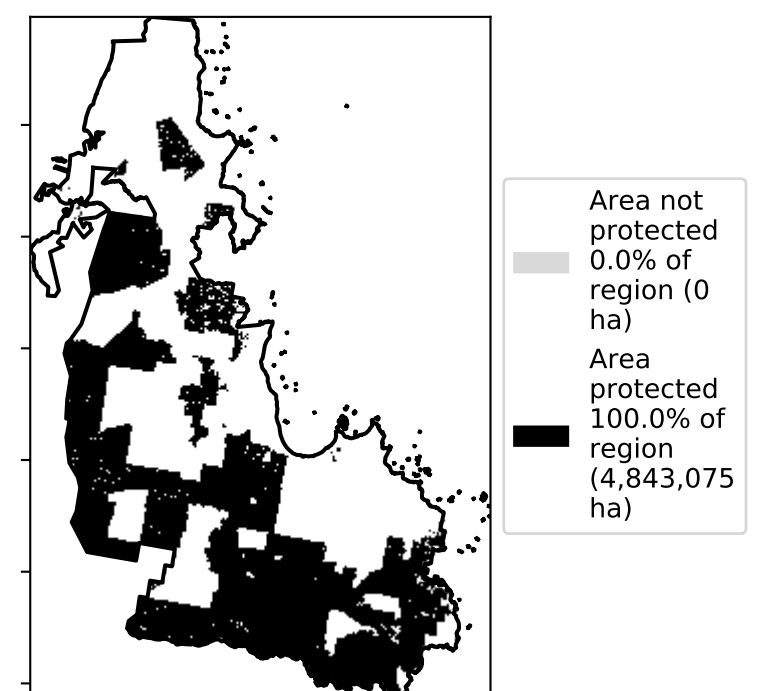 Area not
protected
0.0% of
region (0
ha)
Area
protected
100.0% of
region
(4,843,075
ha)